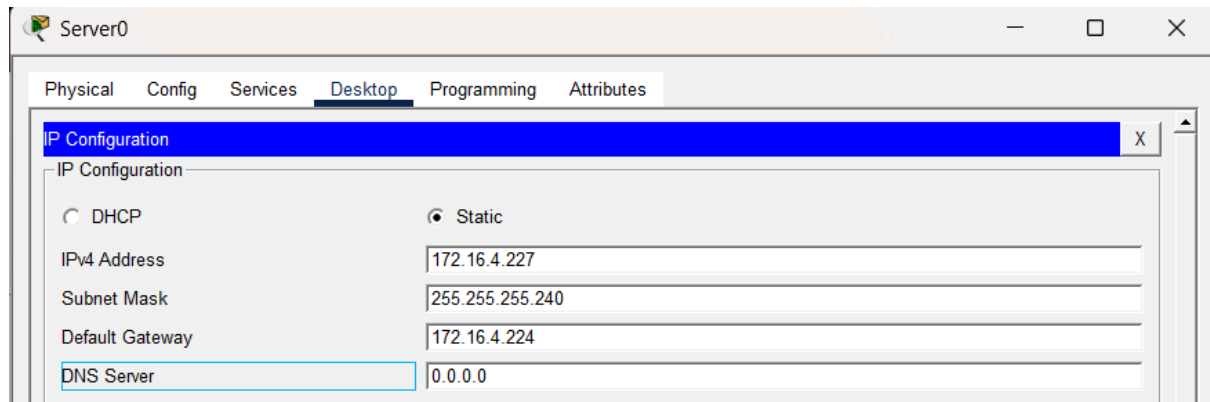 Server0
Physical Config Services Desktop Programming Attributes
IP Configuration X
IP Configuration
DHCP Static
IPv4 Address 172.16.4.227
Subnet Mask 255.255.255.240
Default Gateway 172.16.4.224
DNS Server 0.0.0.0